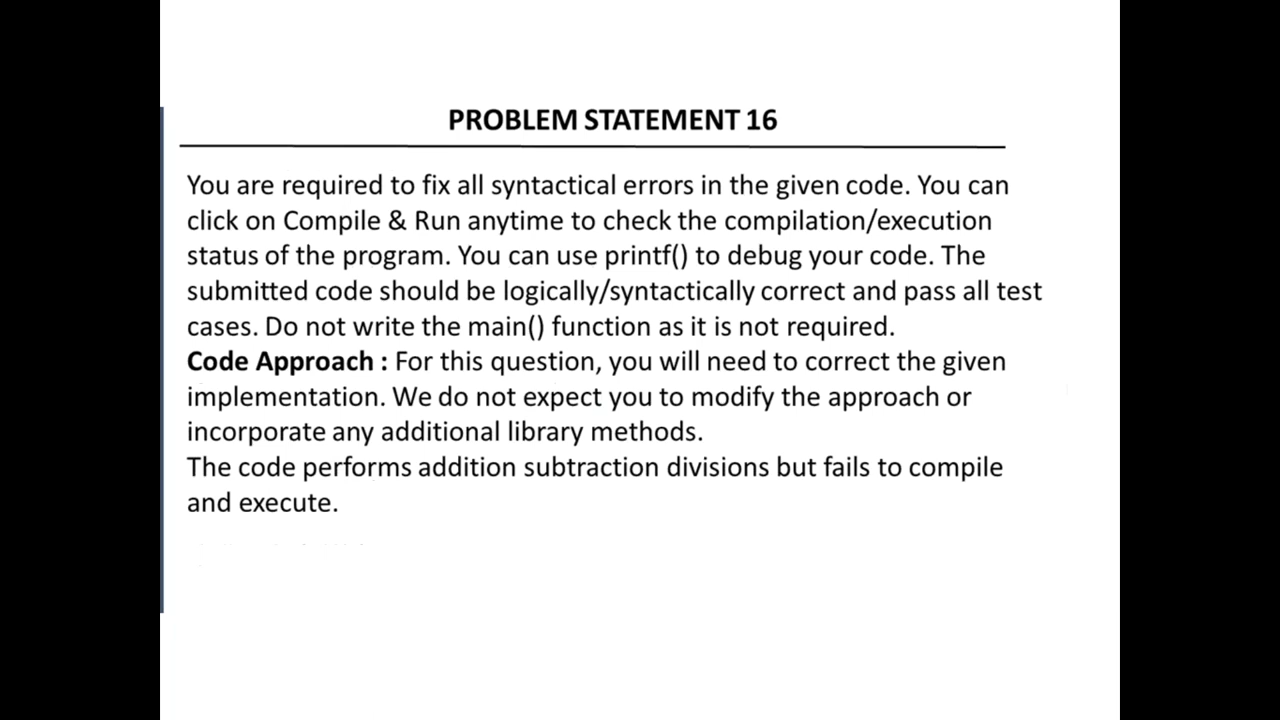 PROBLEM STATEMENT 16
You are required to fix all syntactical errors in the given code. You can
click on Compile & Run anytime to check the compilation/execution
status of the program. You can use printf() to debug your code. The
submitted code should be logically/syntactically correct and pass all test
cases. Do not write the main() function as it is not required.
Code Approach : For this question, you will need to correct the given
implementation. We do not expect you to modify the approach or
incorporate any additional library methods.
The code performs addition subtraction divisions but fails to compile
and execute.